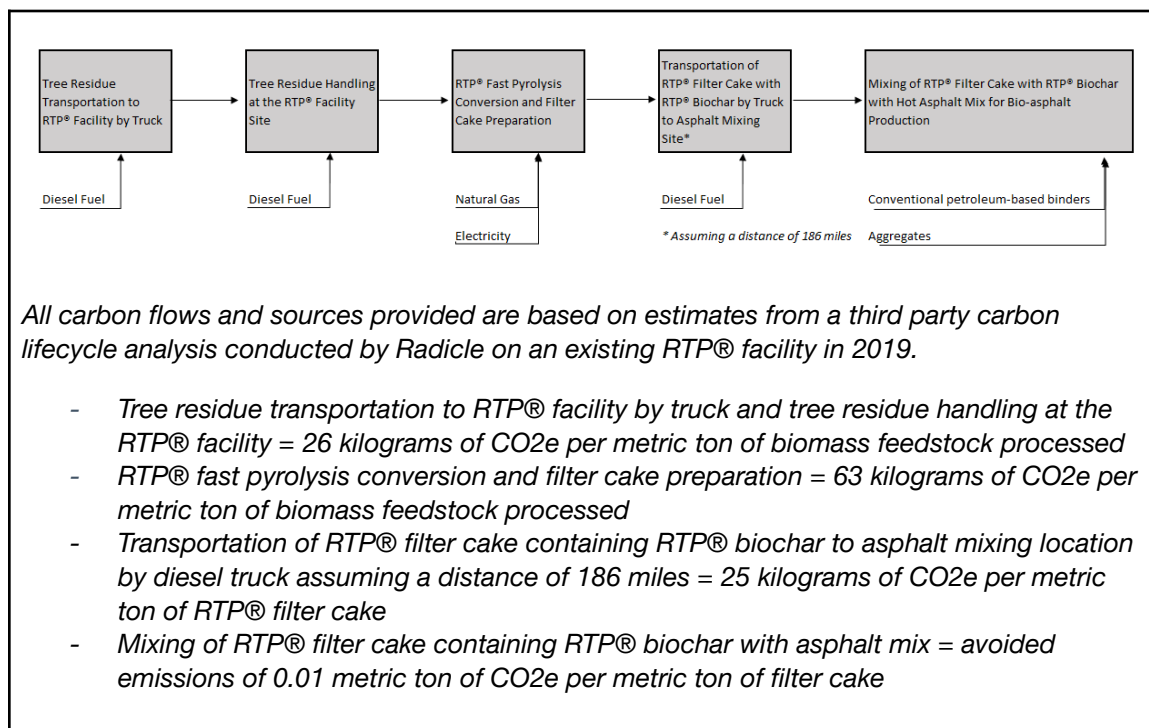 Tree Residue
Transportation to
RTP® Facility by Truck
Tree Residue Handling
at the RTP® Facility
Site
RTP® Fast Pyrolysis
Conversion and Filter
Cake Preparation
Transportation of
RTP® Filter Cake with
RTP® Biochar by Truck
to Asphalt Mixing
Site*
Mixing of RTP® Filter Cake with RTP® Biochar
with Hot Asphalt Mix for Bio-asphalt
Production
Diesel Fuel
Diesel Fuel
Natural Gas
Electricity
Diesel Fuel
* Assuming a distance of 186 miles
Conventional petroleum-based binders
Aggregates
All carbon flows and sources provided are based on estimates from a third party carbon
lifecycle analysis conducted by Radicle on an existing RTP® facility in 2019.
- Tree residue transportation to RTP® facility by truck and tree residue handling at the
RTP® facility = 26 kilograms of CO2e per metric ton of biomass feedstock processed
- RTP® fast pyrolysis conversion and filter cake preparation = 63 kilograms of CO2e per
metric ton of biomass feedstock processed
- Transportation of RTP® filter cake containing RTP® biochar to asphalt mixing location
by diesel truck assuming a distance of 186 miles = 25 kilograms of CO2e per metric
ton of RTP® filter cake
- Mixing of RTP® filter cake containing RTP® biochar with asphalt mix = avoided
emissions of 0.01 metric ton of CO2e per metric ton of filter cake